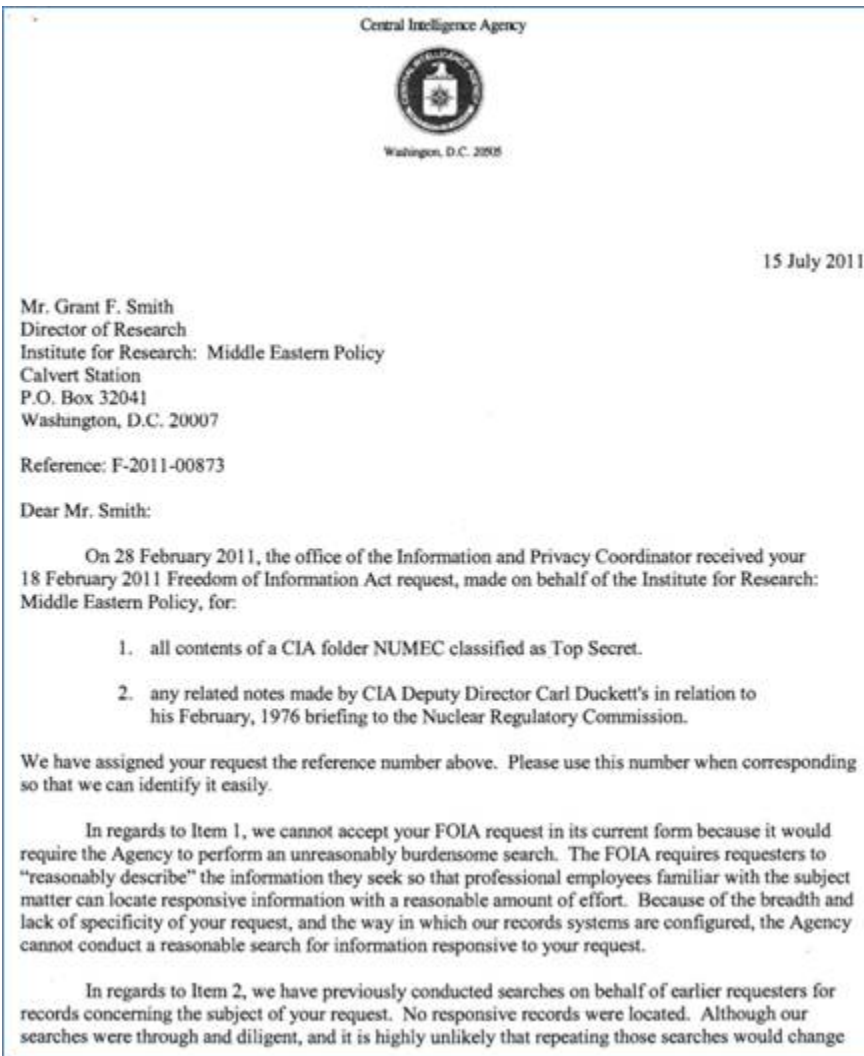 Central Intelligence Agency
CENTRAL INTELLIGENCE AGENCY
Washington, D.C. 20505
15 July 2011
Mr. Grant F. Smith
Director of Research
Institute for Research: Middle Eastern Policy
Calvert Station
P.O. Box 32041
Washington, D.C. 20007
Reference: F-2011-00873
Dear Mr. Smith:
On 28 February 2011, the office of the Information and Privacy Coordinator received your
18 February 2011 Freedom of Information Act request, made on behalf of the Institute for Research:
Middle Eastern Policy, for:
1. all contents of a CIA folder NUMEC classified as Top Secret.
2. any related notes made by CIA Deputy Director Carl Duckett's in relation to
his February, 1976 briefing to the Nuclear Regulatory Commission.
We have assigned your request the reference number above. Please use this number when corresponding
so that we can identify it easily.
In regards to Item 1, we cannot accept your FOIA request in its current form because it would
require the Agency to perform an unreasonably burdensome search. The FOIA requires requesters to
“reasonably describe” the information they seek so that professional employees familiar with the subject
matter can locate responsive information with a reasonable amount of effort. Because of the breadth and
lack of specificity of your request, and the way in which our records systems are configured, the Agency
cannot conduct a reasonable search for information responsive to your request.
In regards to Item 2, we have previously conducted searches on behalf of earlier requesters for
records concerning the subject of your request. No responsive records were located. Although our
searches were through and diligent, and it is highly unlikely that repeating those searches would change